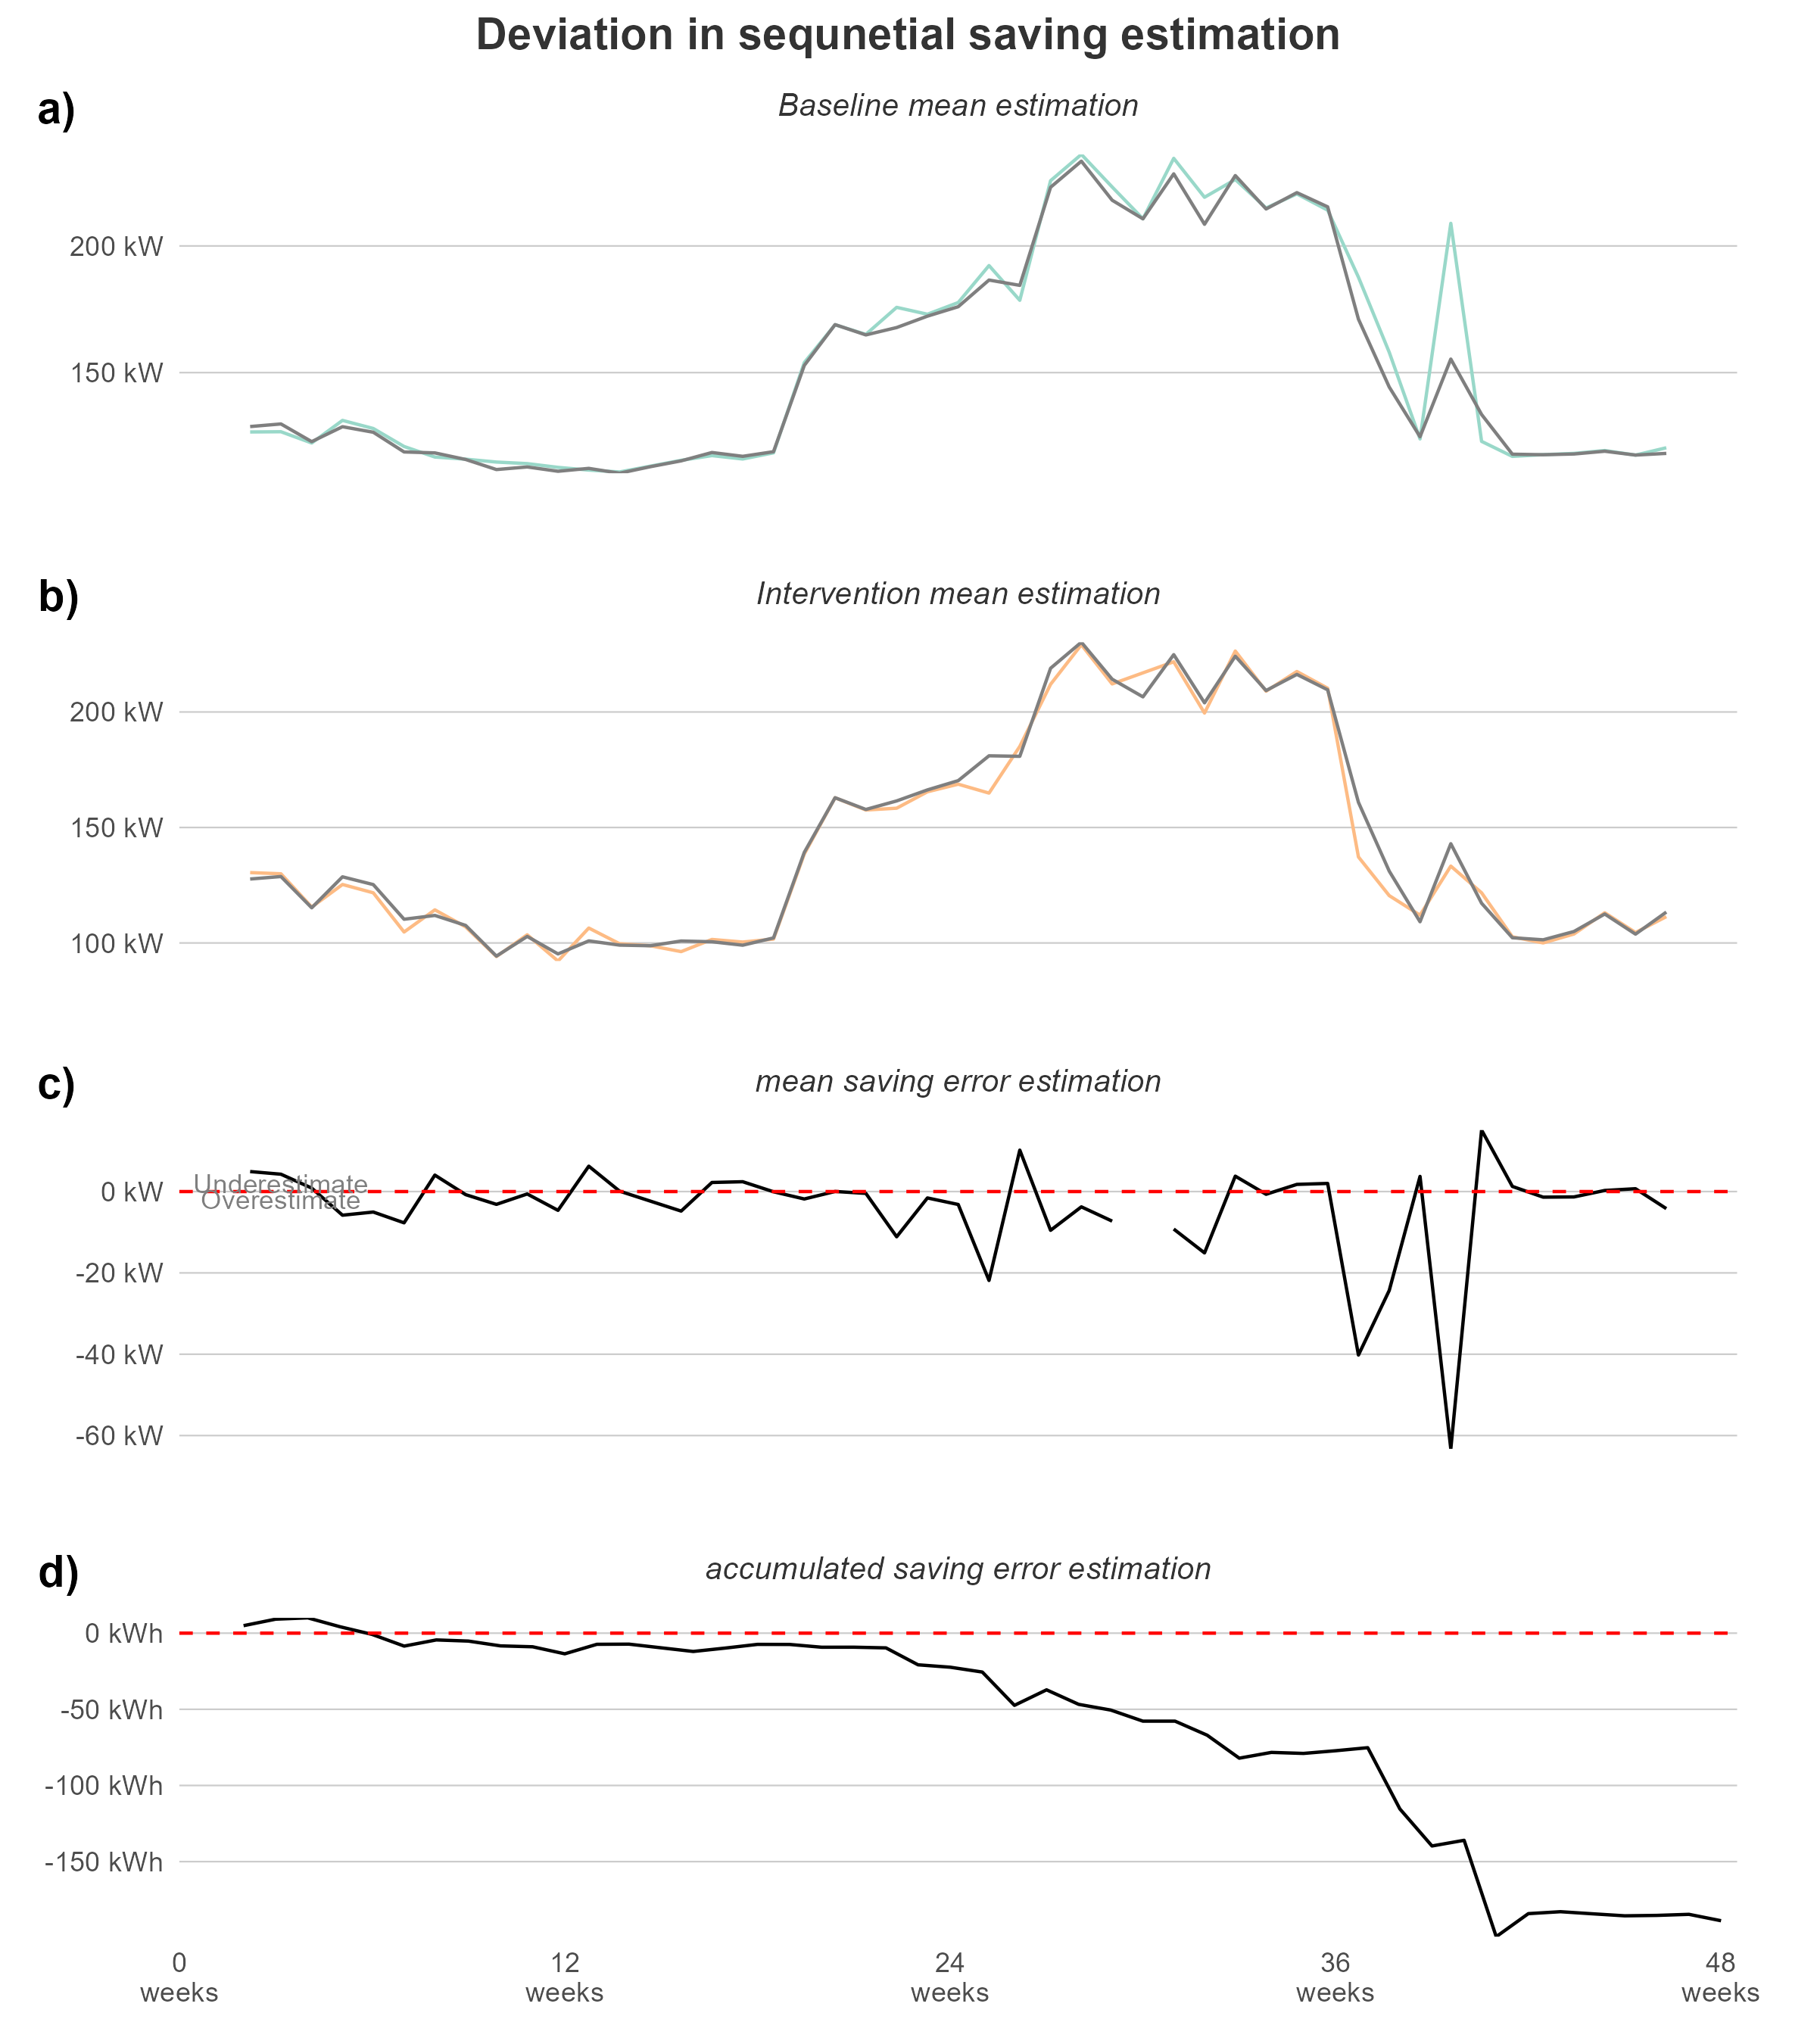 Deviation in sequnetial saving estimation
a)
Baseline mean estimation
200 kW
150 kW
b)
Intervention mean estimation
200 kW
150 kW
100 kW
c)
mean saving error estimation
Underestimate
0 kW
Overestimate
-20 kW
-40 kW
-60 kW
d)
accumulated saving error estimation
0 kWh
-50 kWh
-100 kWh
-150 kWh
0 12 24 36 48
weeks weeks weeks weeks weeks